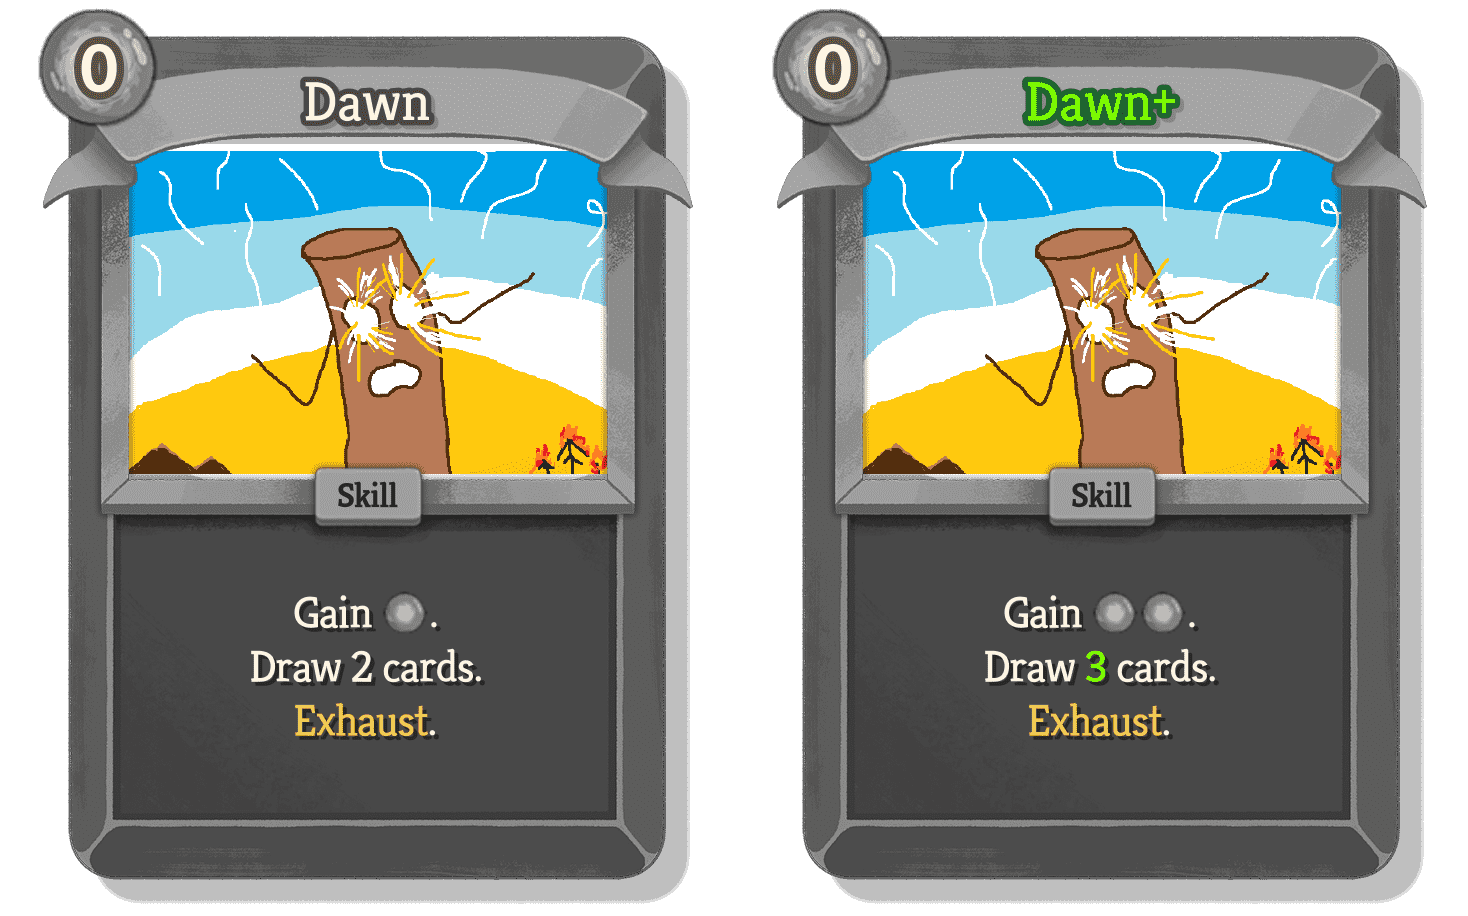 0
Dawn
Skill
Gain .
Draw 2 cards.
Exhaust.
0
Dawn+
Skill
Gain .
Draw 3 cards.
Exhaust.